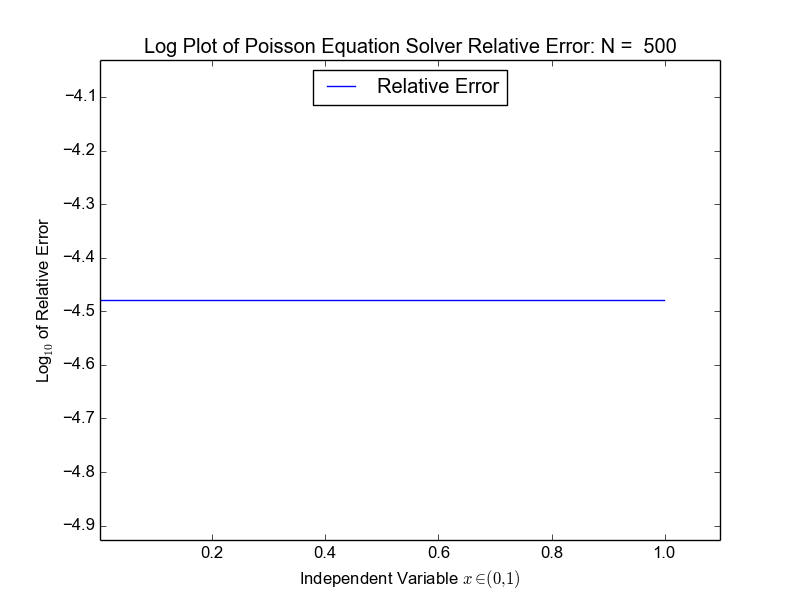 Log Plot of Poisson Equation Solver Relative Error: N =  500
Relative Error
−4.1
−4.2
−4.3
−4.4
−4.5
−4.6
−4.7
−4.8
−4.9
Log₁₀ of Relative Error
0.2 0.4 0.6 0.8 1.0
Independent Variable x∈(0,1)